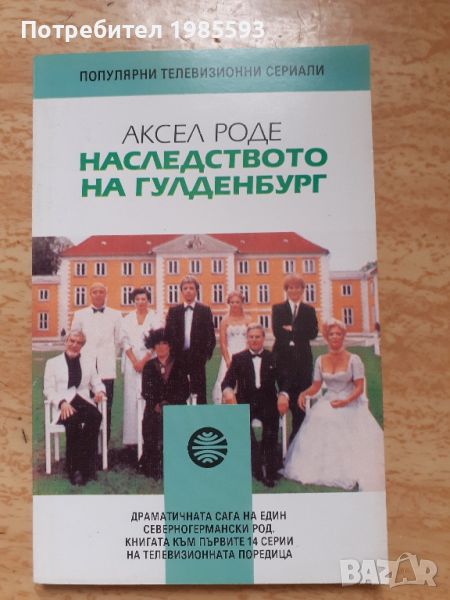 Потребител 1985593
ПОПУЛЯРНИ ТЕЛЕВИЗИОННИ СЕРИАЛИ
АКСЕЛ РОДЕ
НАСЛЕДСТВОТО
НА ГУЛДЕНБУРГ
ДРАМАТИЧНАТА САГА НА ЕДИН
СЕВЕРНОГЕРМАНСКИ РОД.
КНИГАТА КЪМ ПЪРВИТЕ 14 СЕРИИ
НА ТЕЛЕВИЗИОННАТА ПОРЕДИЦА
bazar